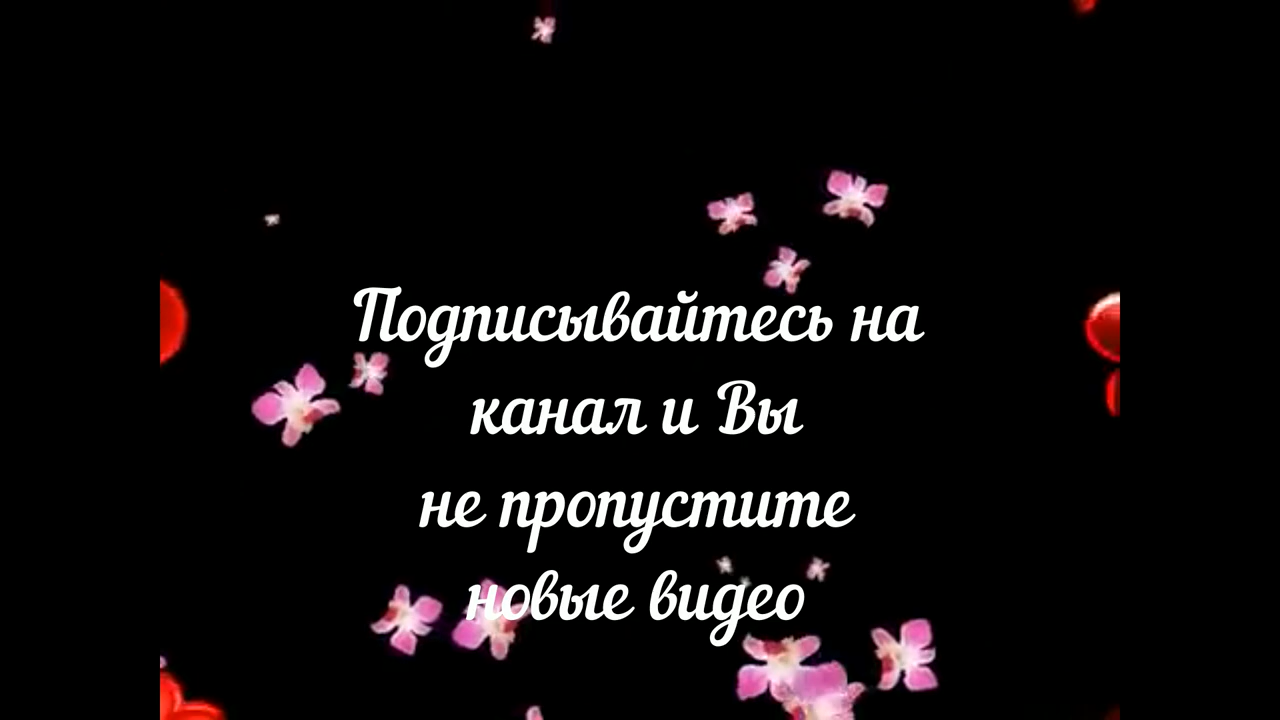 Подписывайтесь на
канал и Вы
не пропустите
новые видео